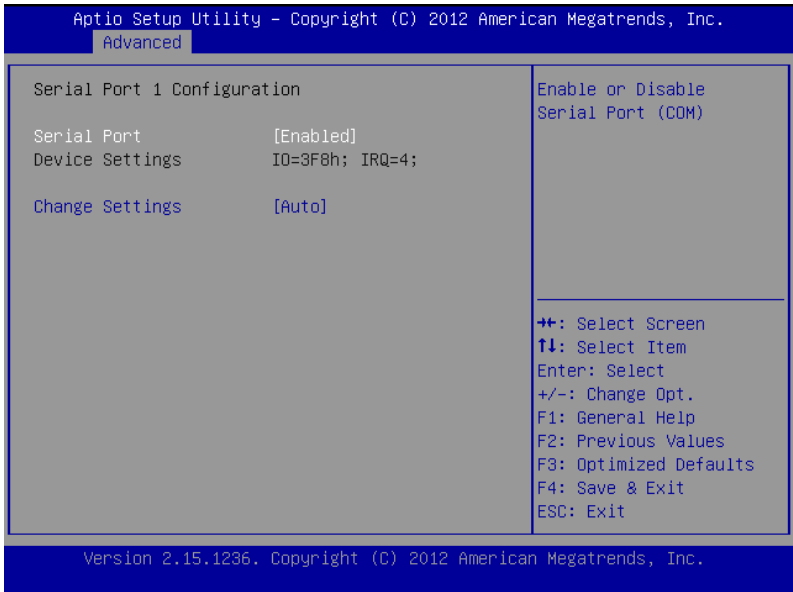 Aptio Setup Utility – Copyright (C) 2012 American Megatrends, Inc.
Advanced
Serial Port 1 Configuration
Serial Port [Enabled]
Device Settings IO=3F8h; IRQ=4;
Change Settings [Auto]
Enable or Disable
Serial Port (COM)
→←: Select Screen
↑↓: Select Item
Enter: Select
+/-: Change Opt.
F1: General Help
F2: Previous Values
F3: Optimized Defaults
F4: Save & Exit
ESC: Exit
Version 2.15.1236. Copyright (C) 2012 American Megatrends, Inc.